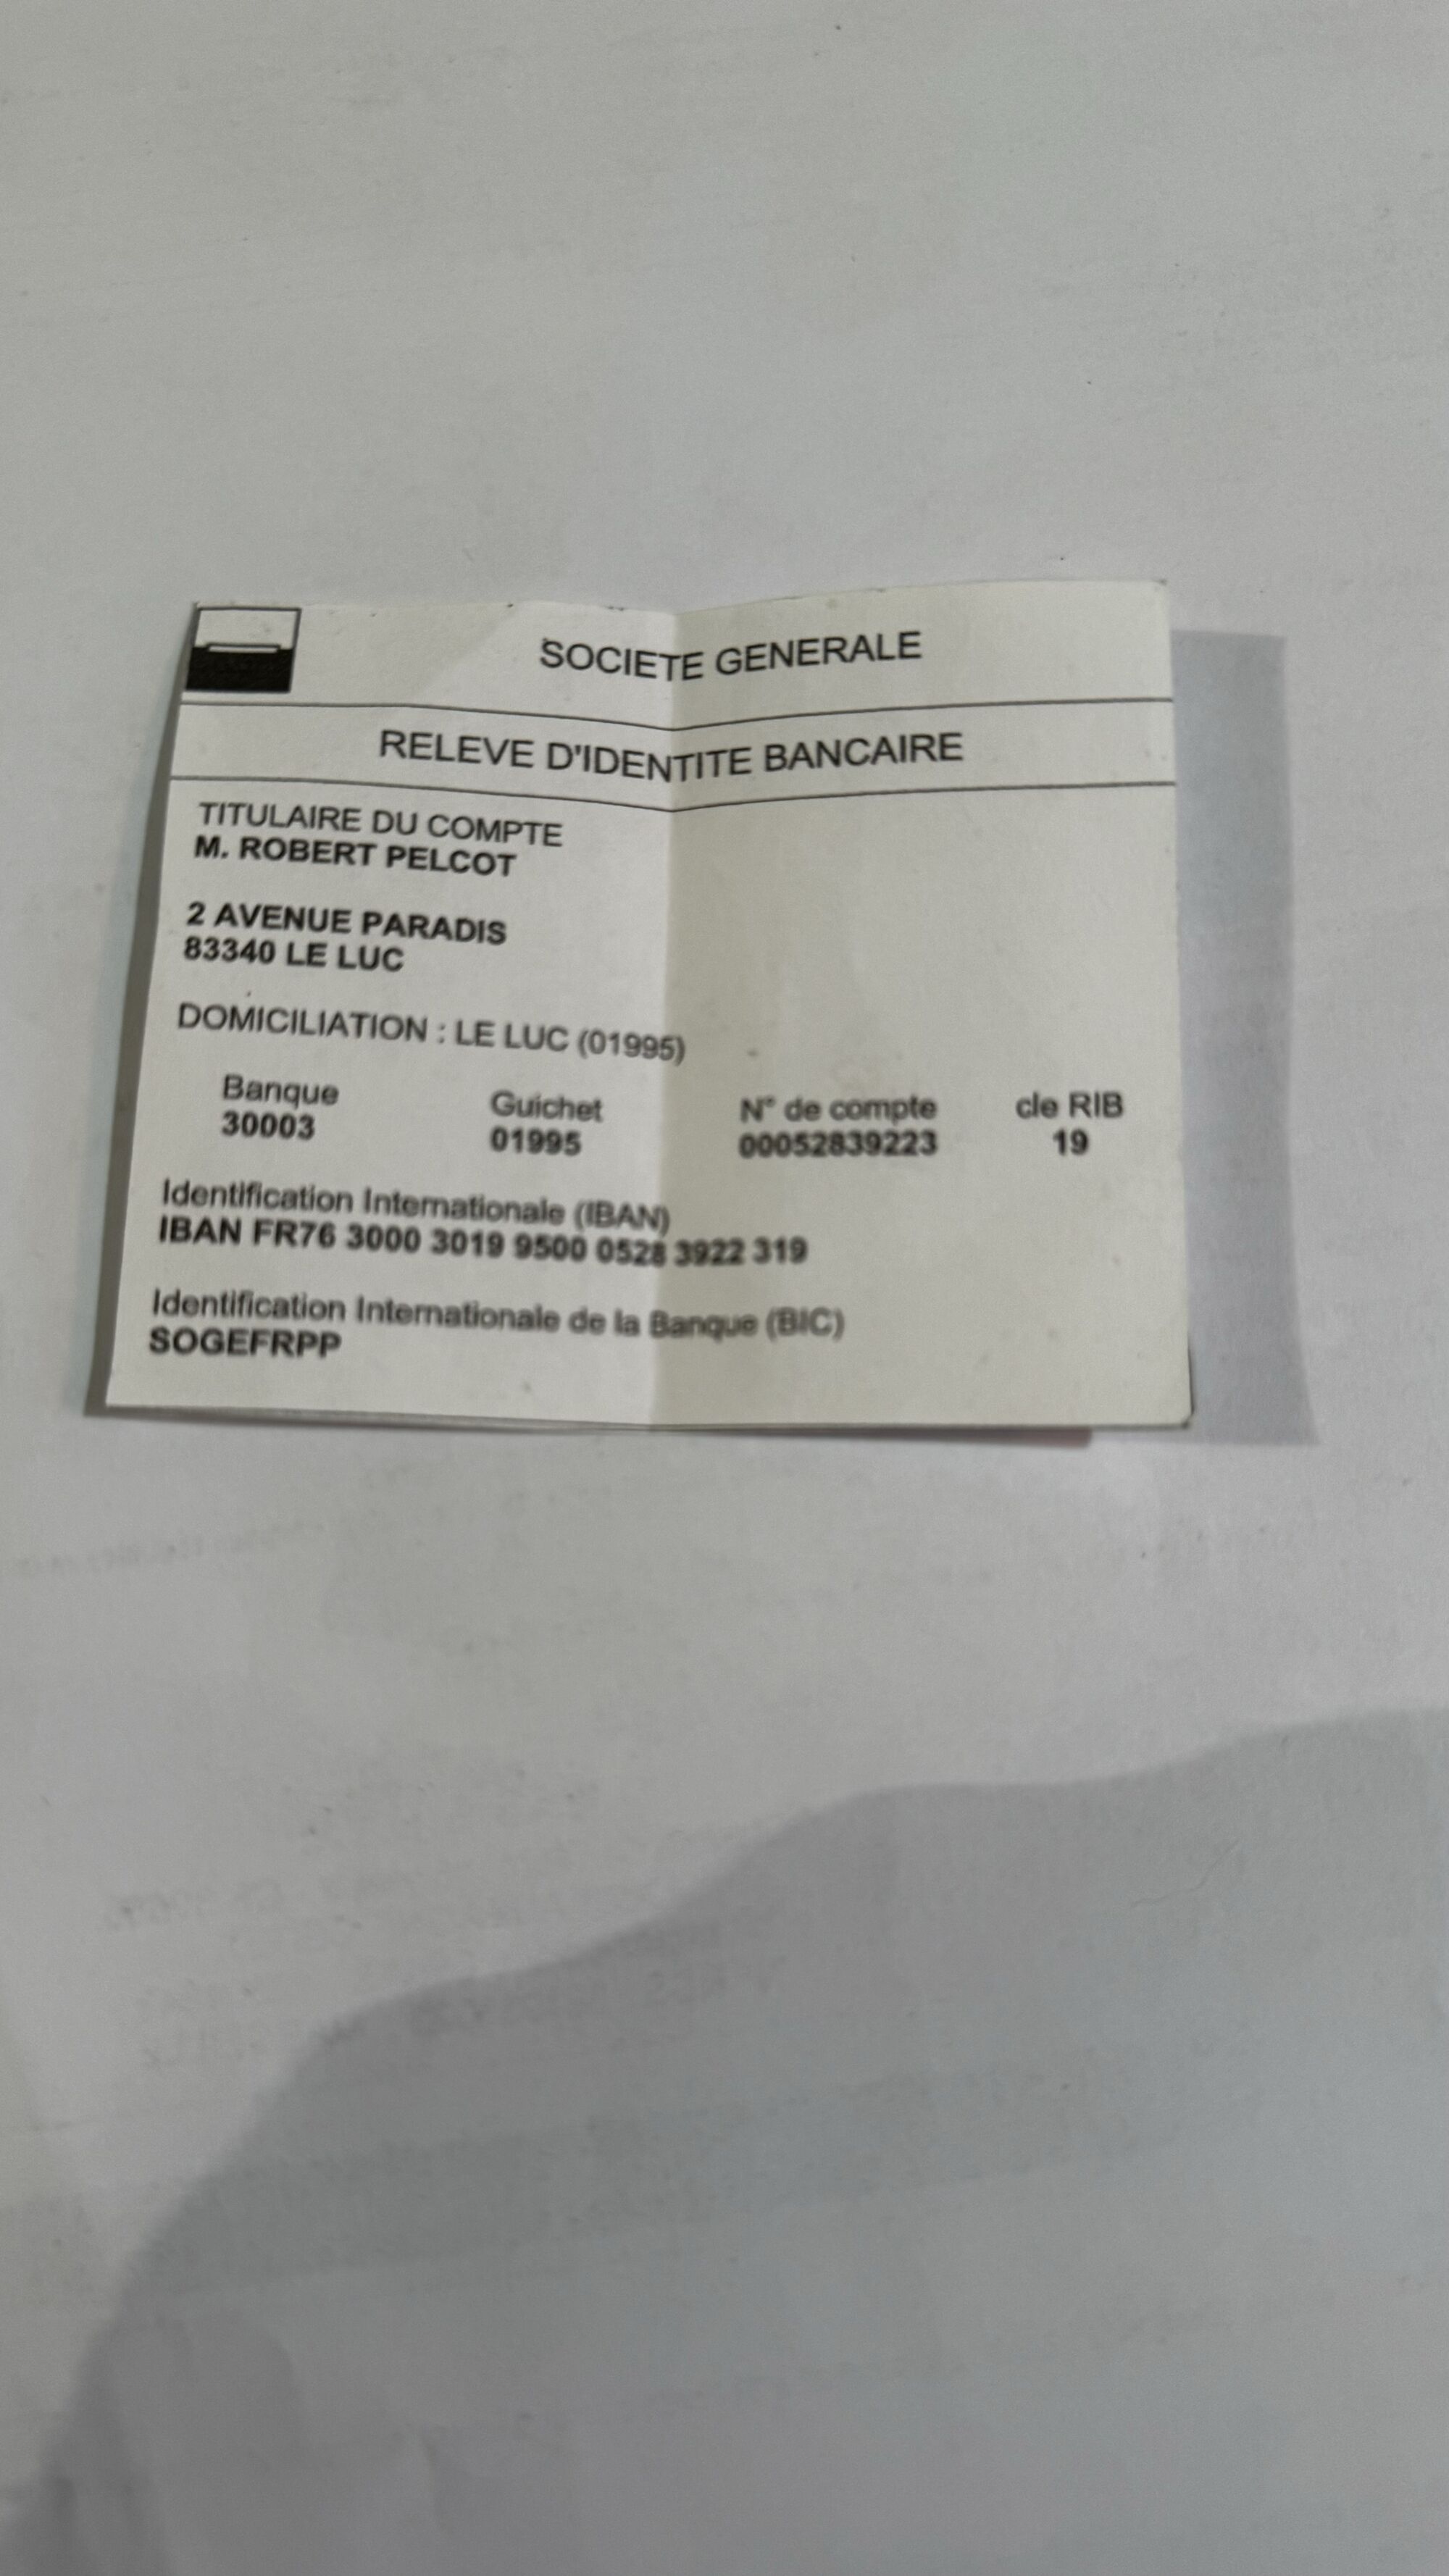 SOCIETE GENERALE
RELEVE D'IDENTITE BANCAIRE
TITULAIRE DU COMPTE
M. ROBERT PELCOT
2 AVENUE PARADIS
83340 LE LUC
DOMICILIATION : LE LUC (01995)
Banque Guichet N° de compte cle RIB
30003 01995 00052839223 19
Identification Internationale (IBAN)
IBAN FR76 3000 3019 9500 0528 3922 319
Identification Internationale de la Banque (BIC)
SOGEFRPP